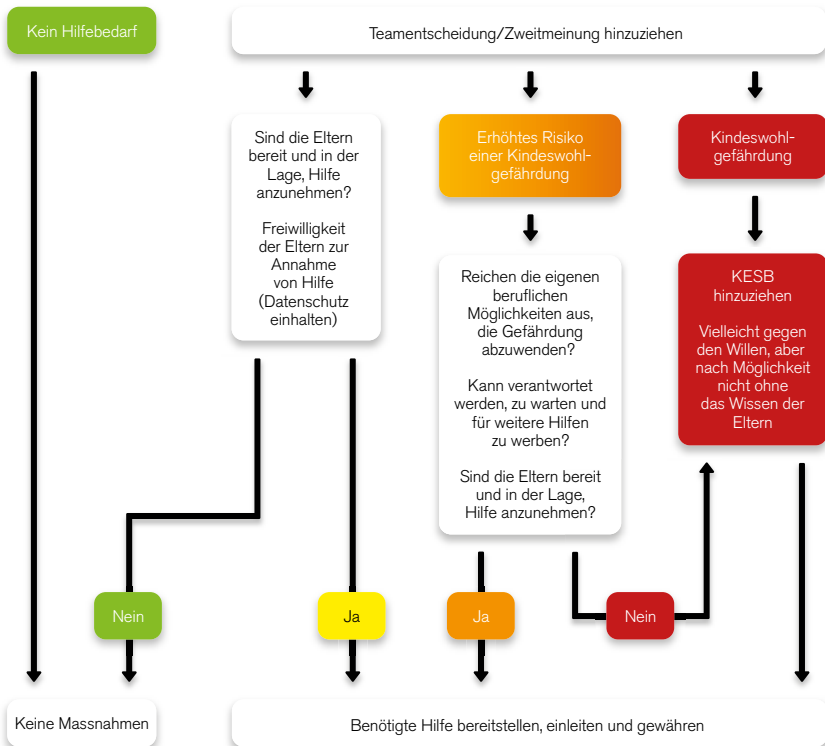 Kein Hilfebedarf
Teamentscheidung/Zweitmeinung hinzuziehen
Sind die Eltern
bereit und in der
Lage, Hilfe
anzunehmen?
Freiwilligkeit
der Eltern zur
Annahme
von Hilfe
(Datenschutz
einhalten)
Erhöhtes Risiko
einer Kindeswohl-
gefährdung
Kindeswohl-
gefährdung
Reichen die eigenen
beruflichen
Möglichkeiten aus,
die Gefährdung
abzuwenden?
Kann verantwortet
werden, zu warten und
für weitere Hilfen
zu werben?
Sind die Eltern bereit
und in der Lage,
Hilfe anzunehmen?
KESB
hinzuziehen
Vielleicht gegen
den Willen, aber
nach Möglichkeit
nicht ohne
das Wissen der
Eltern
Nein
Ja
Ja
Nein
Keine Massnahmen
Benötigte Hilfe bereitstellen, einleiten und gewähren